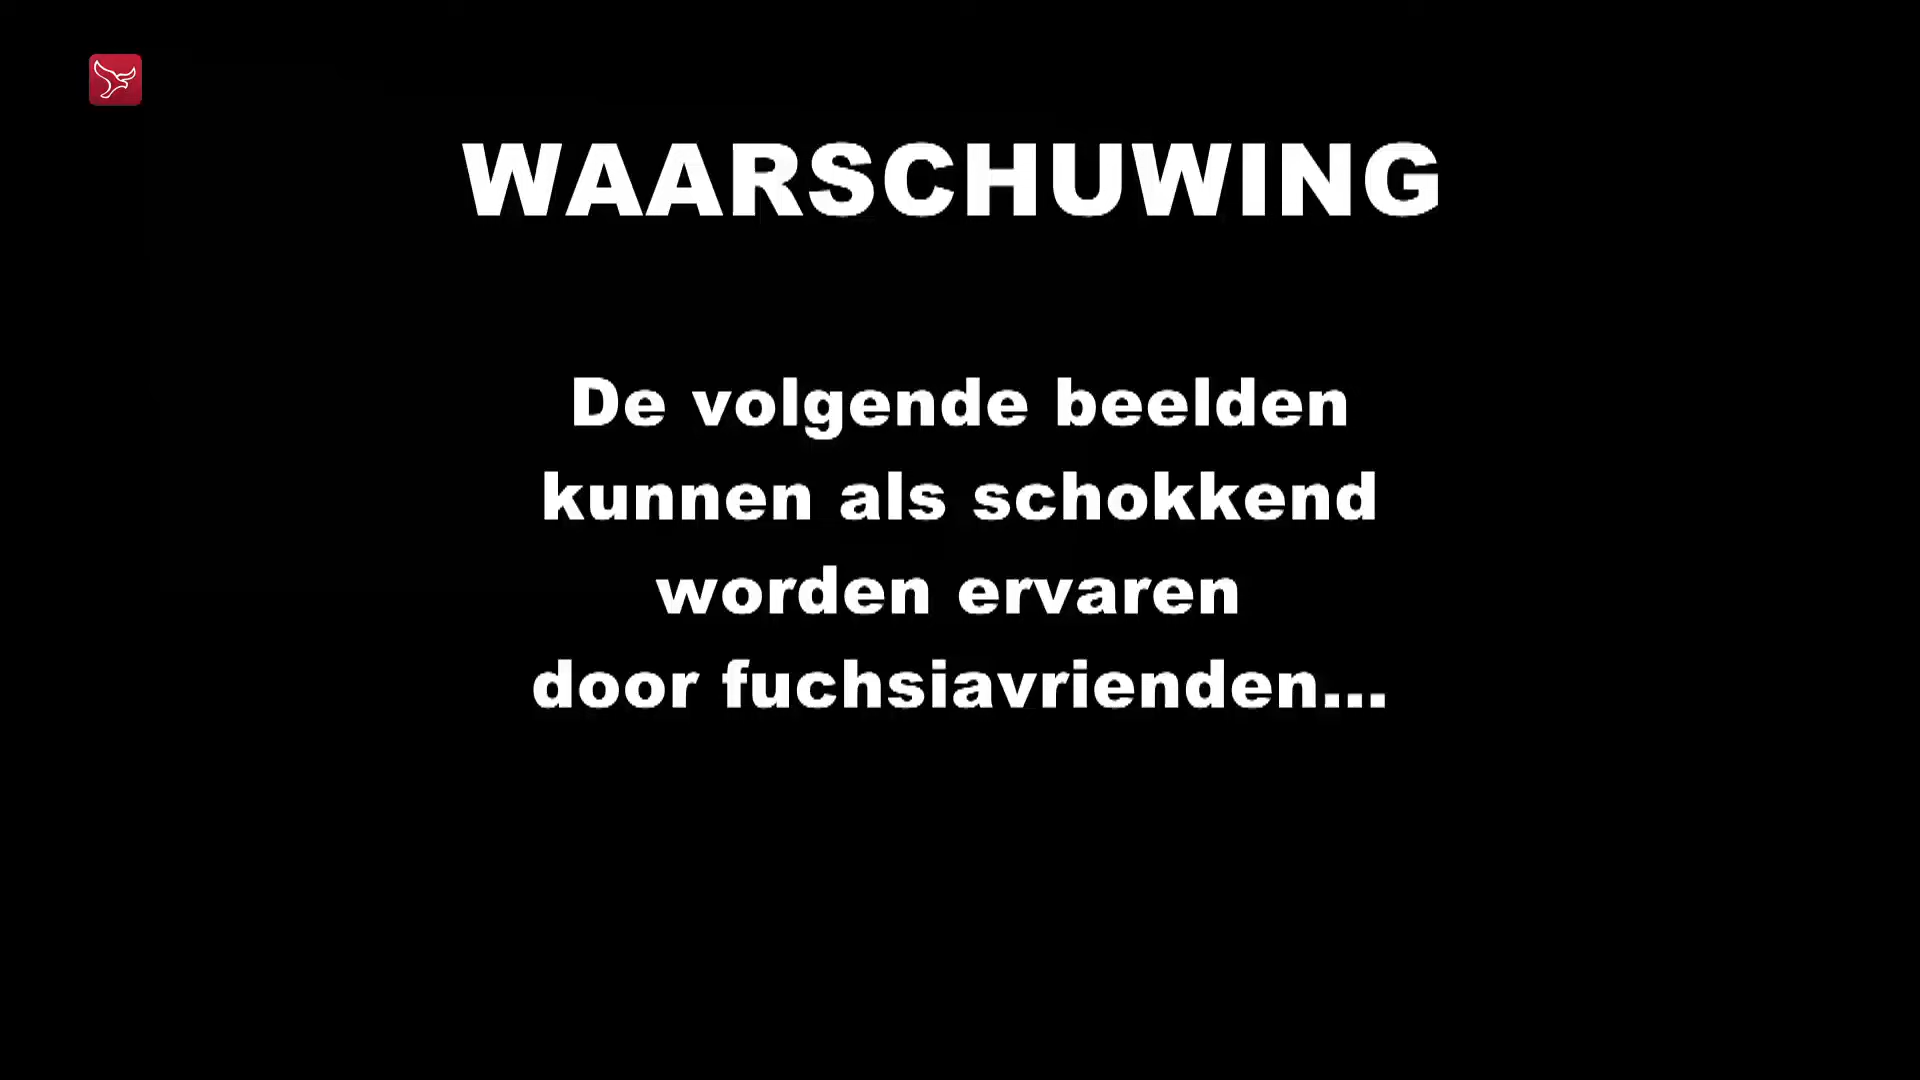 WAARSCHUWING
De volgende beelden
kunnen als schokkend
worden ervaren
door fuchsiavrienden...